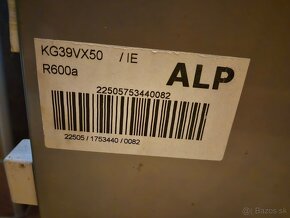 KG39VX50 / IE
R600a
ALP
22505753440082
22505 / 1753440 / 0082
Bazos.sk